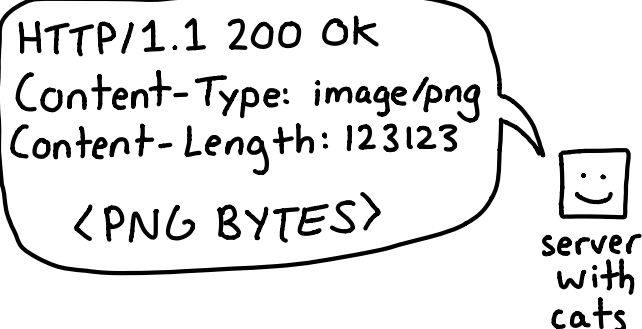 HTTP/1.1 200 OK
Content-Type: image/png
Content-Length: 123123
<PNG BYTES>
server
with
cats